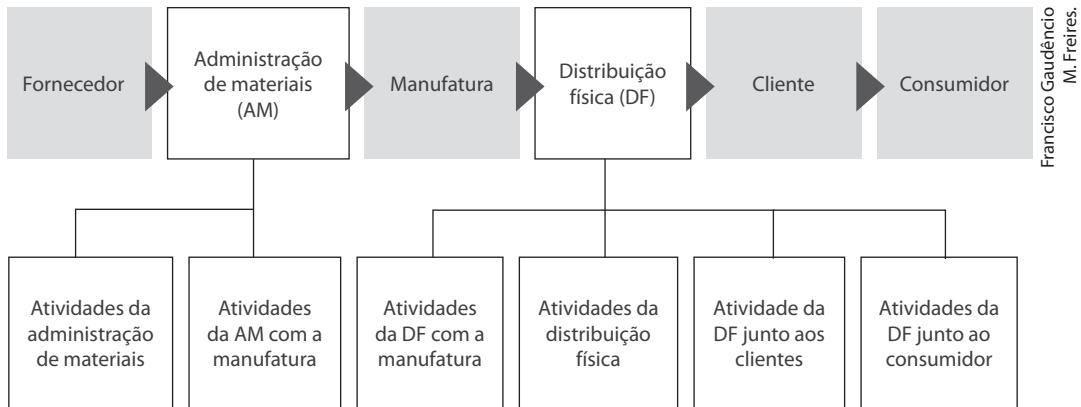 Fornecedor
Administração
de materiais
(AM)
Manufatura
Distribuição
física (DF)
Cliente
Consumidor
Francisco Gaudêncio
M. Freires.
Atividades da
administração
de materiais
Atividades
da AM com a
manufatura
Atividades
da DF com a
manufatura
Atividades da
distribuição
física
Atividade da
DF junto aos
clientes
Atividades da
DF junto ao
consumidor